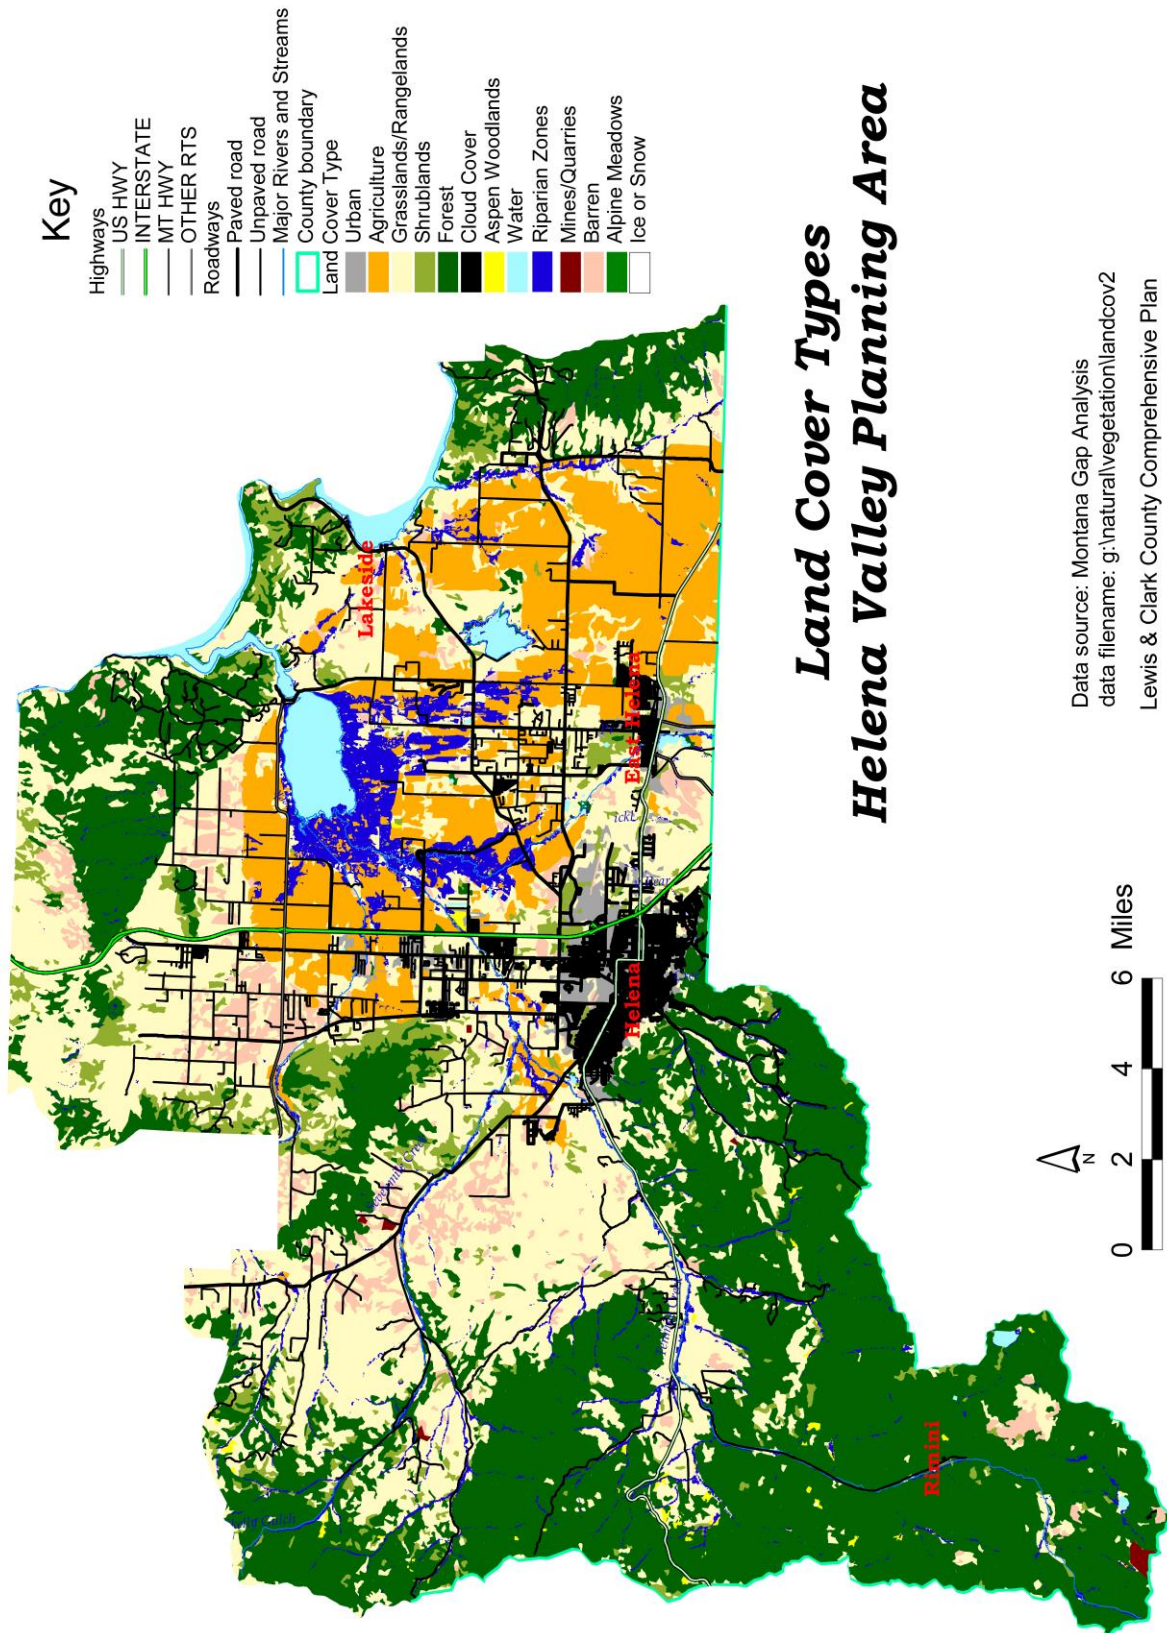 Key
Highways
US HWY
INTERSTATE
MT HWY
OTHER RTS
Roadways
Paved road
Unpaved road
Major Rivers and Streams
County boundary
Land Cover Type
Urban
Agriculture
Grasslands/Rangelands
Shrublands
Forest
Cloud Cover
Aspen Woodlands
Water
Riparian Zones
Mines/Quarries
Barren
Alpine Meadows
Ice or Snow
Lakeside
East Helena
Helena
Rimini
Land Cover Types
Helena Valley Planning Area
N
0 2 4 6 Miles
Data source: Montana Gap Analysis
data filename: g:\natural\vegetation\landcov2
Lewis & Clark County Comprehensive Plan